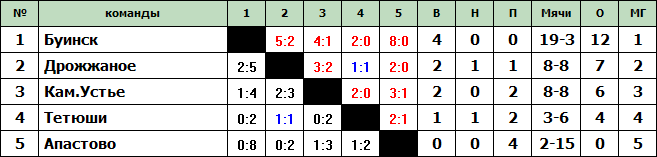 № команды 1 2 3 4 5 В Н П Мячи О МГ
1 Буинск 5:2 4:1 2:0 8:0 4 0 0 19-3 12 1
2 Дрожжаное 2:5 3:2 1:1 2:0 2 1 1 8-8 7 2
3 Кам.Устье 1:4 2:3 2:0 3:1 2 0 2 8-8 6 3
4 Тетюши 0:2 1:1 0:2 2:1 1 1 2 3-6 4 4
5 Апастово 0:8 0:2 1:3 1:2 0 0 4 2-15 0 5